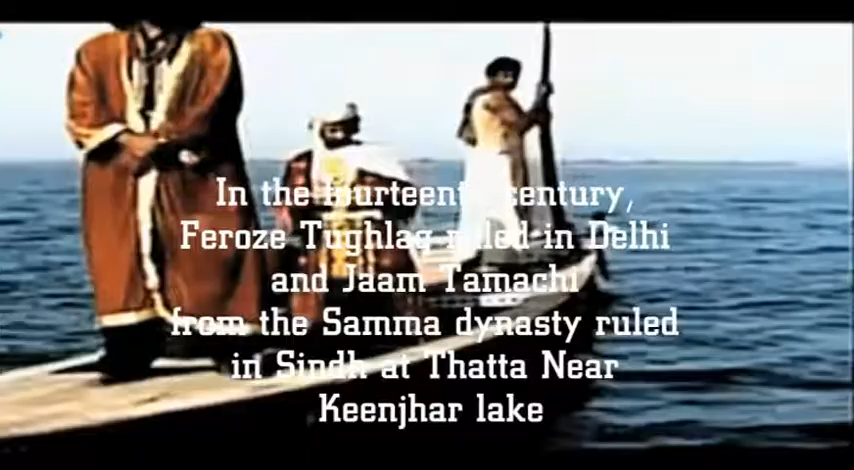 In the fourteenth century,
Feroze Tughlaq ruled in Delhi
and Jaam Tamachi
from the Samma dynasty ruled
in Sindh at Thatta Near
Keenjhar lake